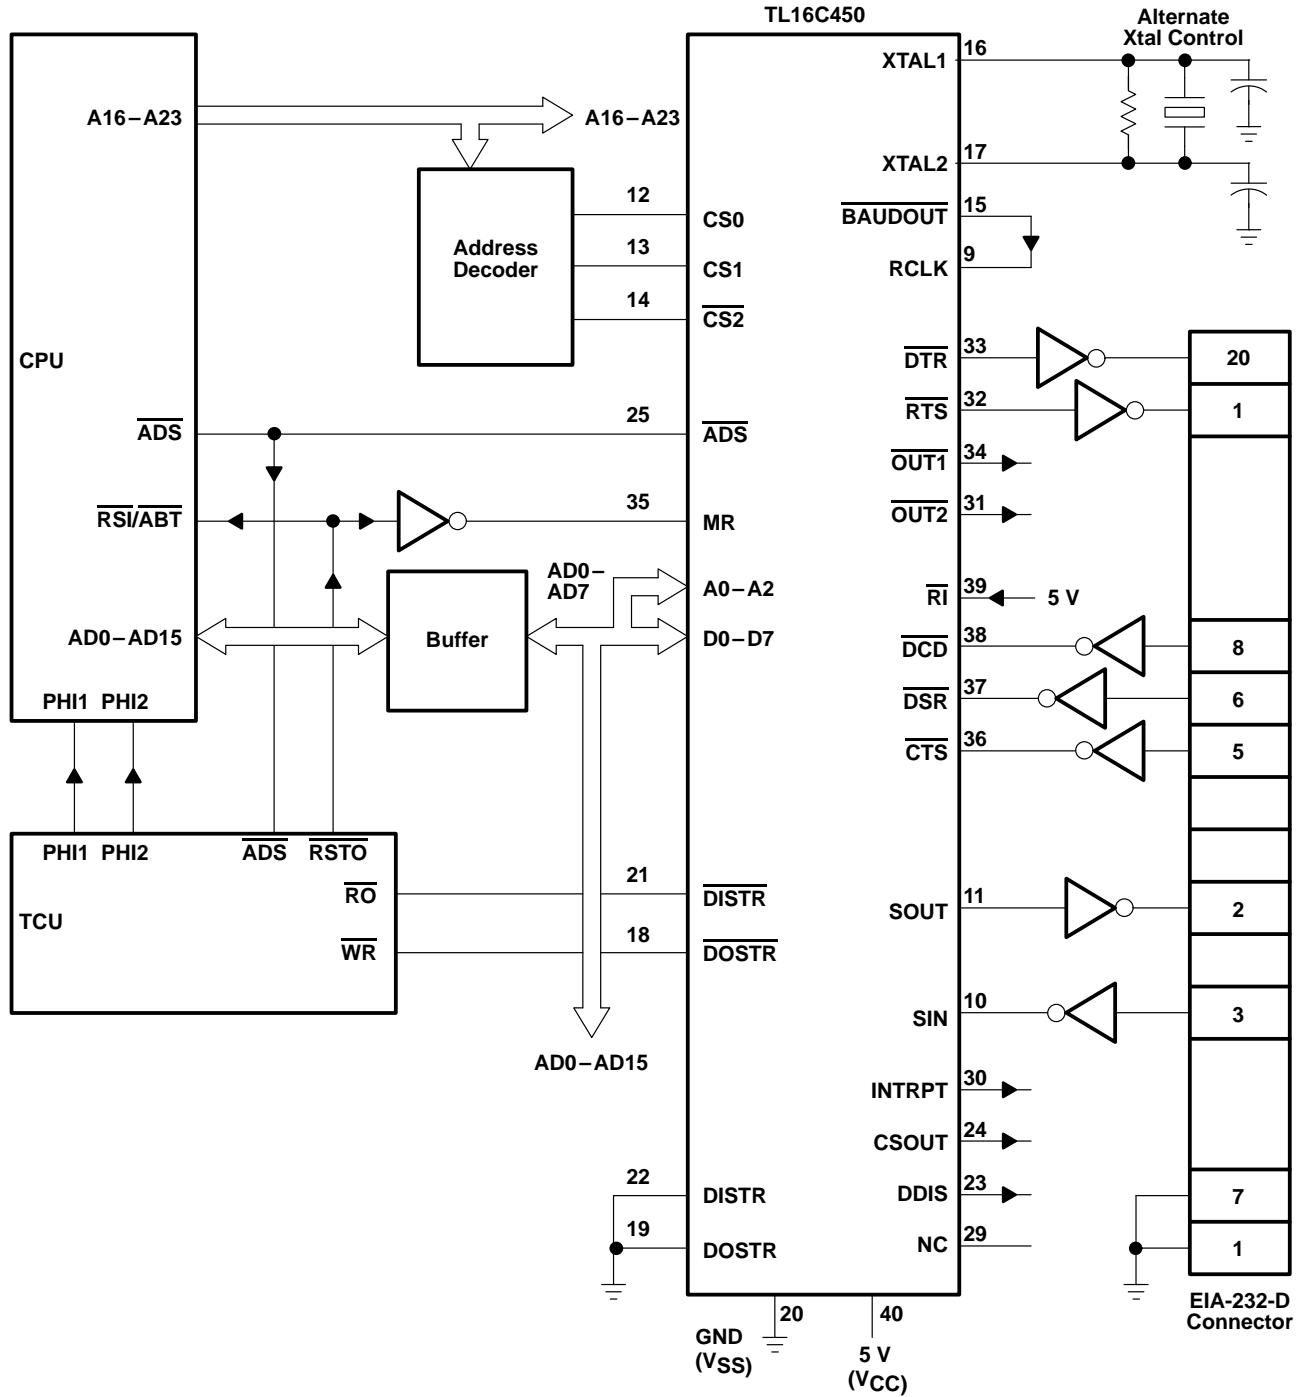 TL16C450
Alternate
Xtal Control
CPU
A16–A23
A16–A23
Address
Decoder
12
CS0
13
CS1
14
CS2
ADS
25
ADS
RSI/ABT
35
MR
AD0–
AD7
A0–A2
AD0–AD15
Buffer
D0–D7
PHI1 PHI2
PHI1 PHI2
ADS RSTO
TCU
RO
21
DISTR
WR
18
DOSTR
AD0–AD15
22
DISTR
19
DOSTR
XTAL1
16
XTAL2
17
BAUDOUT
15
RCLK
9
DTR
33
20
RTS
32
1
OUT1
34
OUT2
31
RI
39
5 V
DCD
38
8
DSR
37
6
CTS
36
5
SOUT
11
2
SIN
10
3
INTRPT
30
CSOUT
24
DDIS
23
7
NC
29
1
EIA-232-D
Connector
20
GND
(VSS)
40
5 V
(VCC)